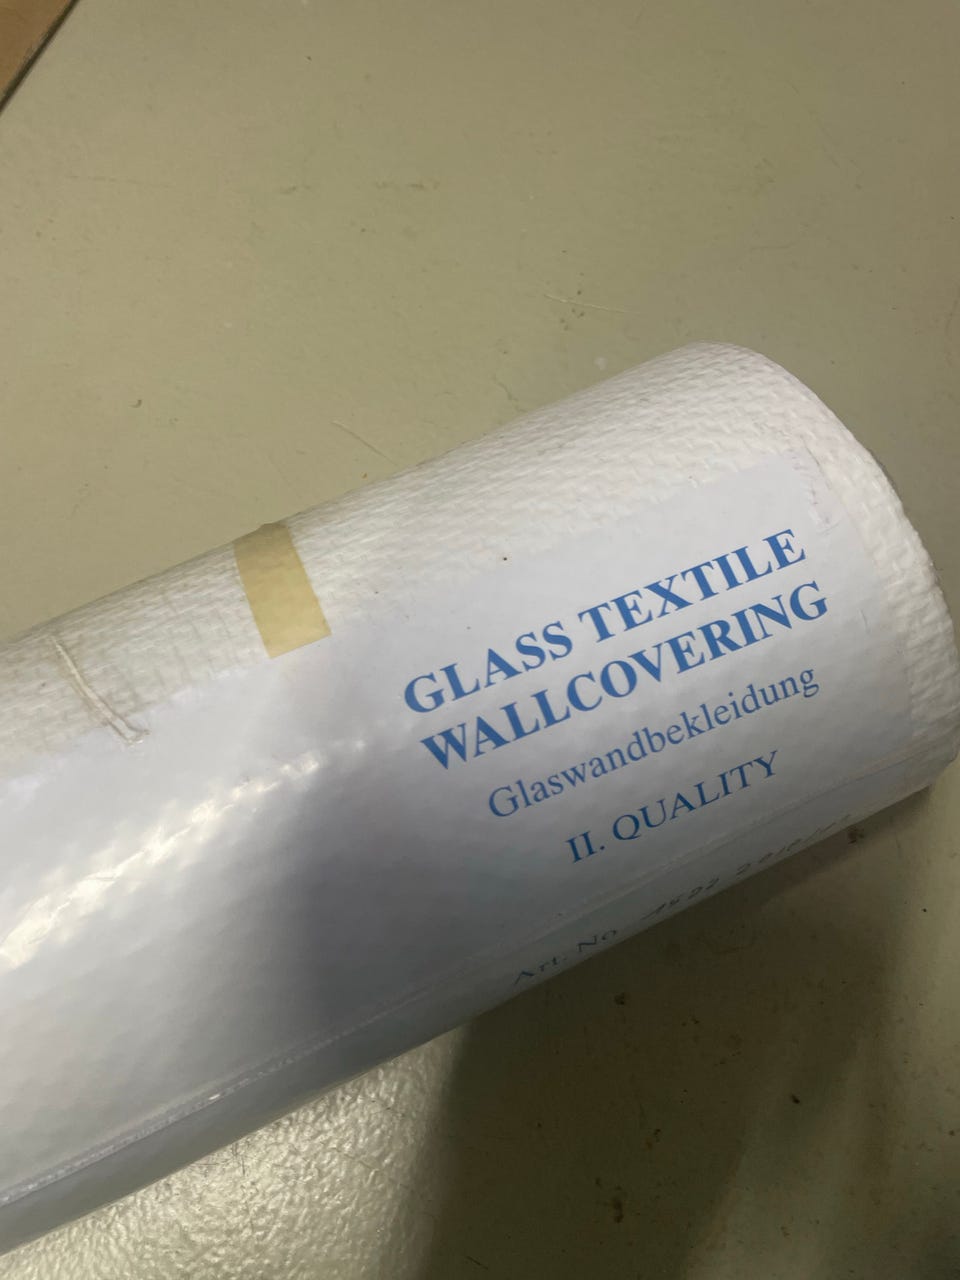 GLASS TEXTILE
WALLCOVERING
Glaswandbekleidung
II. QUALITY
Art. No